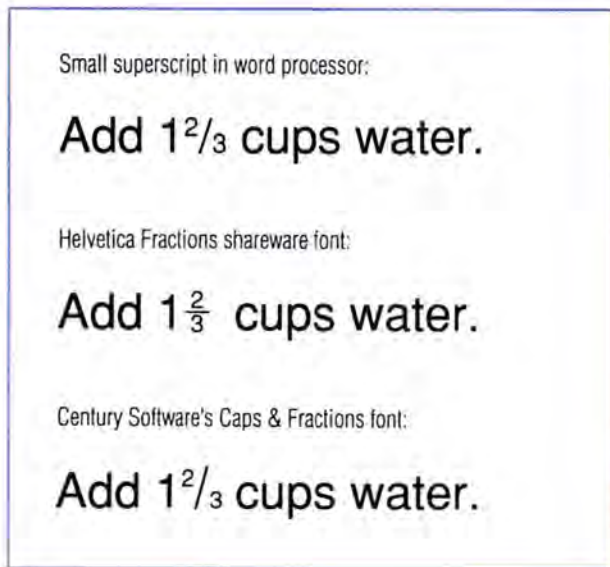 Small superscript in word processor:
Add 1²/₃ cups water.
Helvetica Fractions shareware font:
Add 1⅔ cups water.
Century Software's Caps & Fractions font:
Add 1²/₃ cups water.